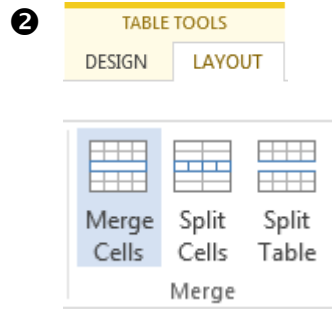 ❷ TABLE TOOLS
DESIGN LAYOUT
Merge Split Split
Cells Cells Table
Merge